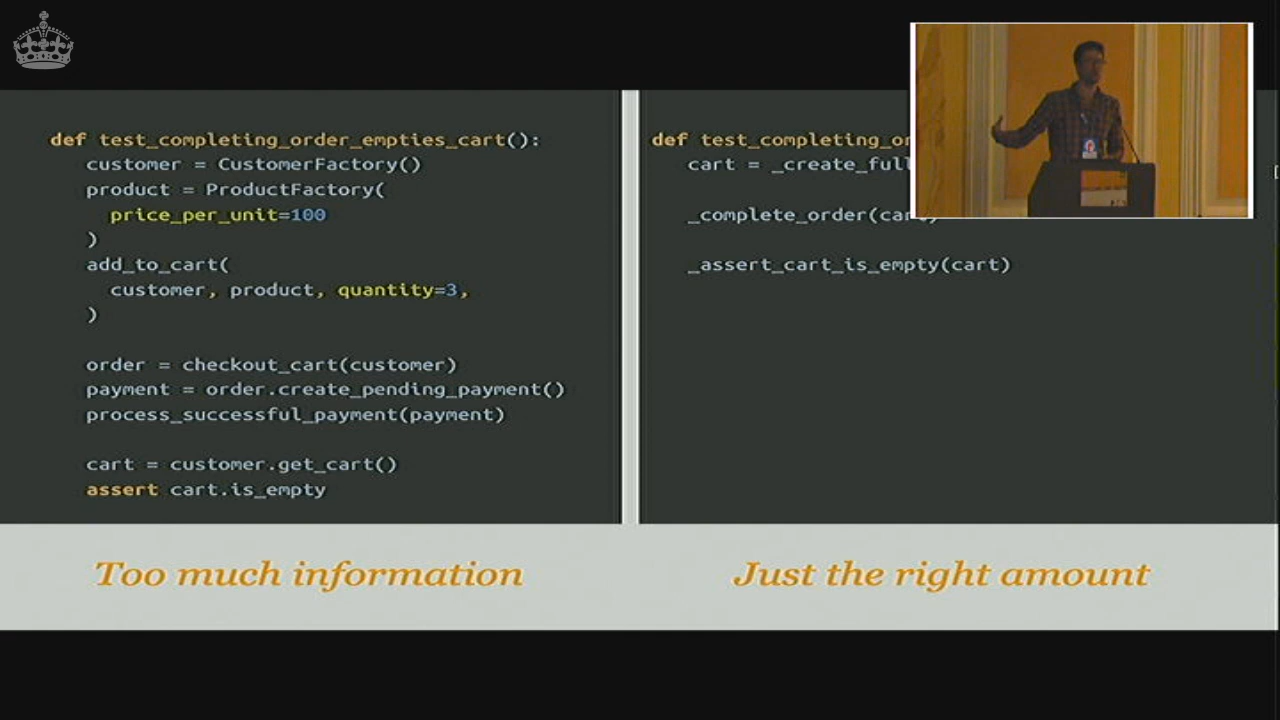 def test_completing_order_empties_cart():
customer = CustomerFactory()
product = ProductFactory(
price_per_unit=100
)
add_to_cart(
customer, product, quantity=3,
)
order = checkout_cart(customer)
payment = order.create_pending_payment()
process_successful_payment(payment)
cart = customer.get_cart()
assert cart.is_empty
Too much information
def test_completing_or
cart = _create_full
_complete_order(cart)
_assert_cart_is_empty(cart)
Just the right amount